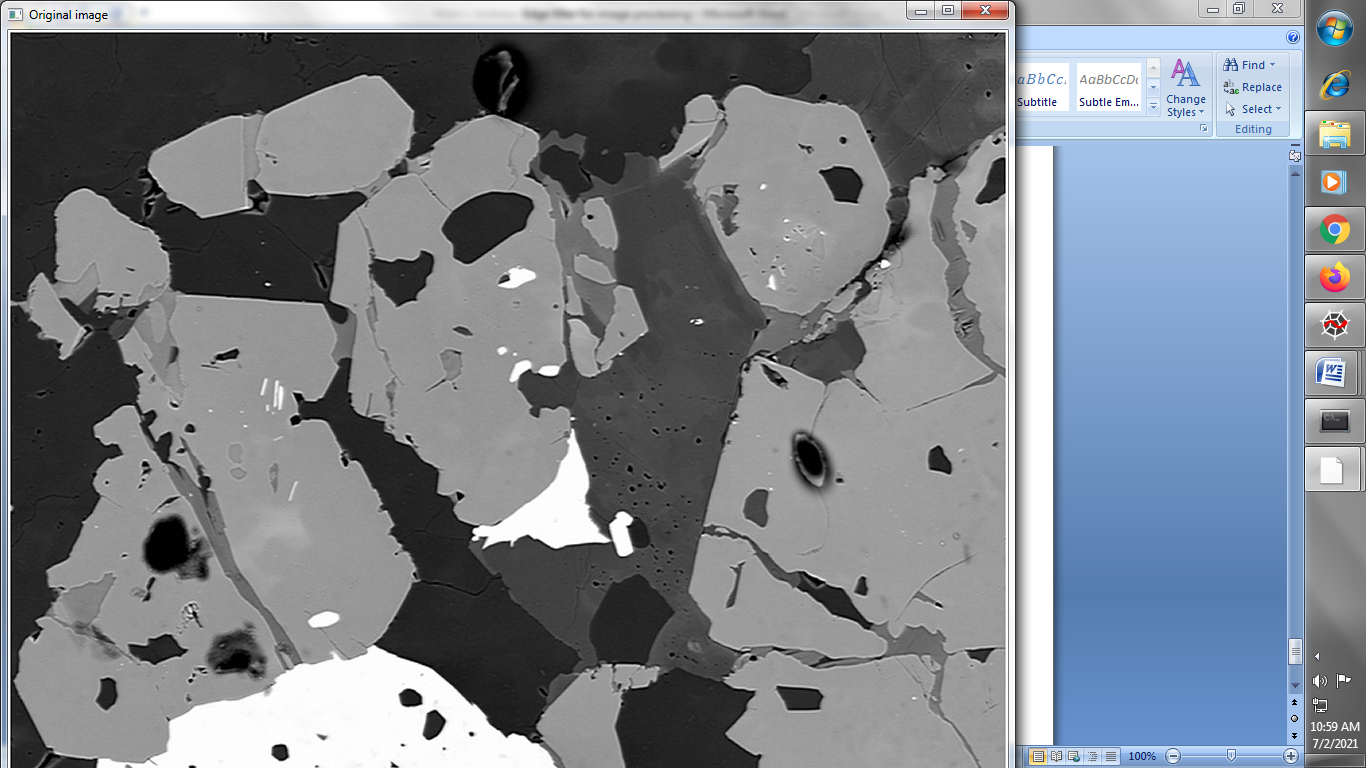 Original image
Edge filter for image processing - Microsoft Word
aBbCc.
AaBbCcDc
Subtitle
Subtle Em...
Change
Styles
Find
Replace
Select
Editing
100%
10:59 AM
7/2/2021